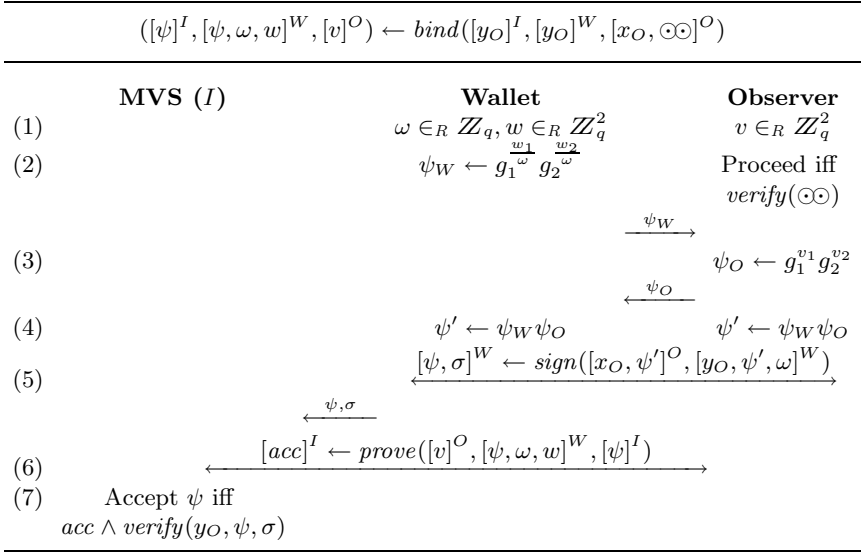 ([ψ]^I, [ψ, ω, w]^W, [v]^O) ← bind([y_O]^I, [y_O]^W, [x_O, ⊙⊙]^O)
MVS (I) Wallet Observer
(1) ω ∈_R ℤ_q, w ∈_R ℤ_q^2 v ∈_R ℤ_q^2
(2) ψ_W ← g_1^{w_1/ω} g_2^{w_2/ω} Proceed iff
verify(⊙⊙)
ψ_W
(3) ψ_O ← g_1^{v_1} g_2^{v_2}
ψ_O
(4) ψ′ ← ψ_W ψ_O ψ′ ← ψ_W ψ_O
(5) [ψ, σ]^W ← sign([x_O, ψ′]^O, [y_O, ψ′, ω]^W)
ψ,σ
(6) [acc]^I ← prove([v]^O, [ψ, ω, w]^W, [ψ]^I)
(7) Accept ψ iff
acc ∧ verify(y_O, ψ, σ)